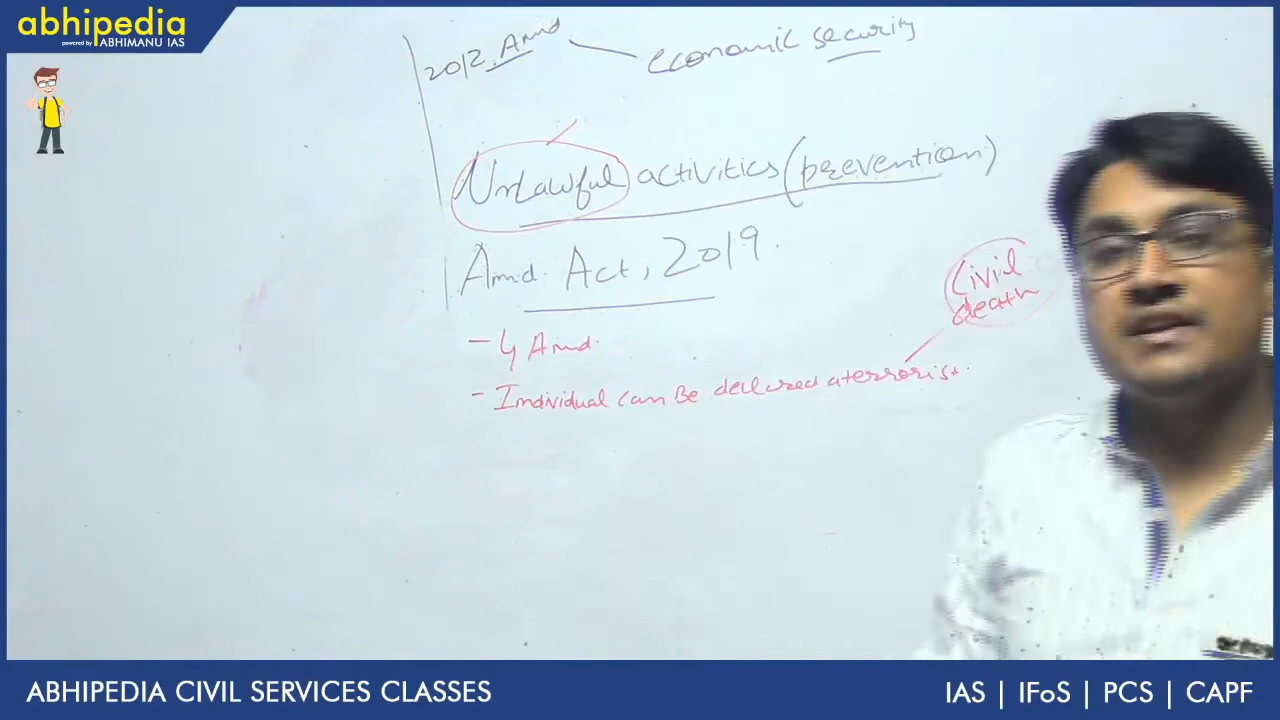 abhipedia
powered by ABHIMANU IAS
2012 Amd economic security
Unlawful activities (prevention)
Amd. Act, 2019.
Civil
death
- 4 Amd.
- Individual can be declared a terrorist.
ABHIPEDIA CIVIL SERVICES CLASSES
IAS | IFoS | PCS | CAPF